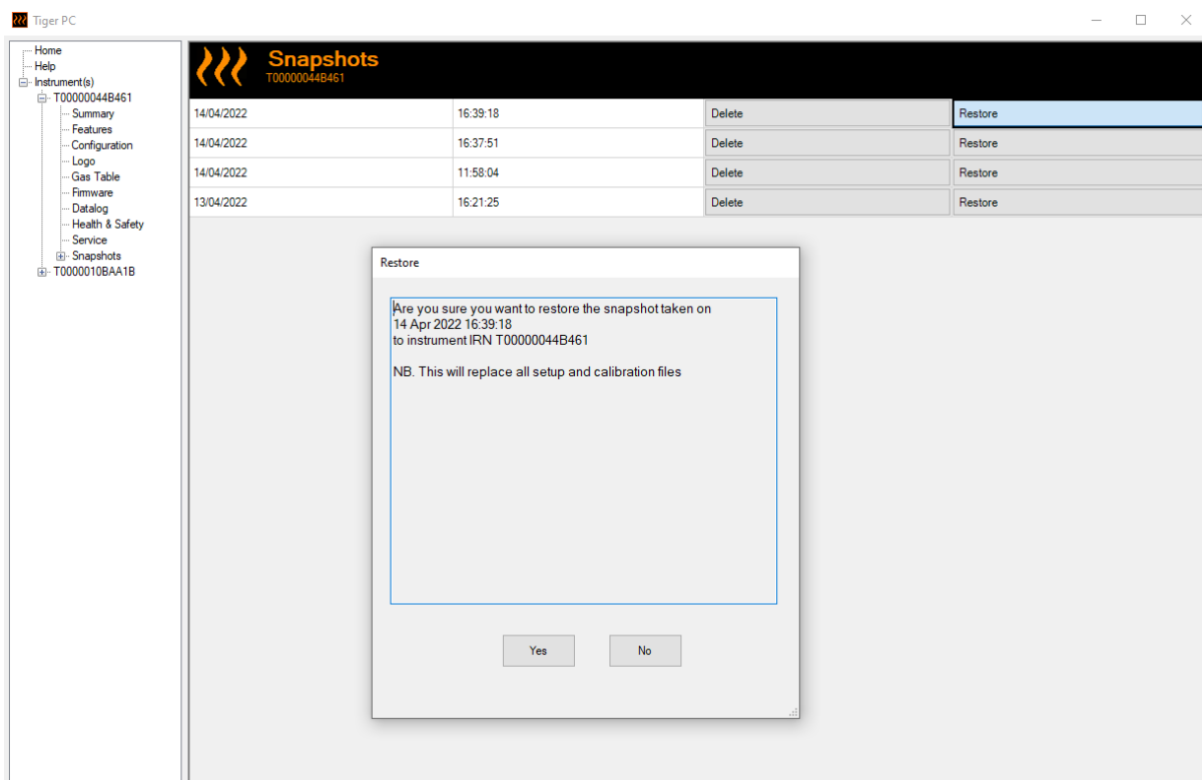 Tiger PC
Home
Help
Instrument(s)
T00000044B461
Summary
Features
Configuration
Logo
Gas Table
Firmware
Datalog
Health & Safety
Service
Snapshots
T0000010BAA1B
Snapshots
T00000044B461
14/04/2022 16:39:18 Delete Restore
14/04/2022 16:37:51 Delete Restore
14/04/2022 11:58:04 Delete Restore
13/04/2022 16:21:25 Delete Restore
Restore
Are you sure you want to restore the snapshot taken on
14 Apr 2022 16:39:18
to instrument IRN T00000044B461
NB. This will replace all setup and calibration files
Yes No